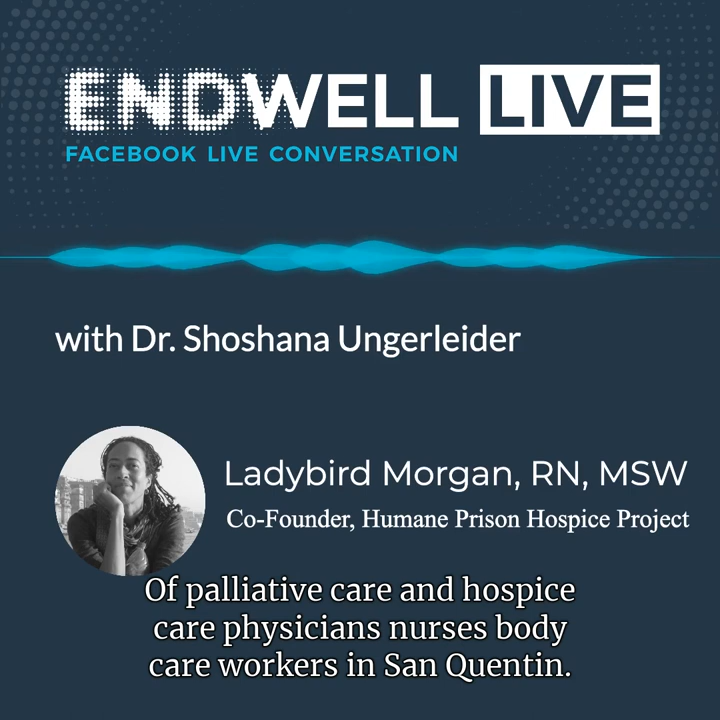 ENDWELL LIVE
FACEBOOK LIVE CONVERSATION
with Dr. Shoshana Ungerleider
Ladybird Morgan, RN, MSW
Co-Founder, Humane Prison Hospice Project
Of palliative care and hospice
care physicians nurses body
care workers in San Quentin.